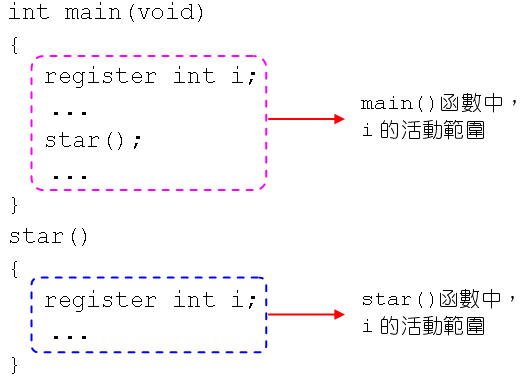 int main(void)
{
register int i;
...
star();
...
}
main()函數中，
i 的活動範圍
star()
{
register int i;
...
}
star()函數中，
i 的活動範圍